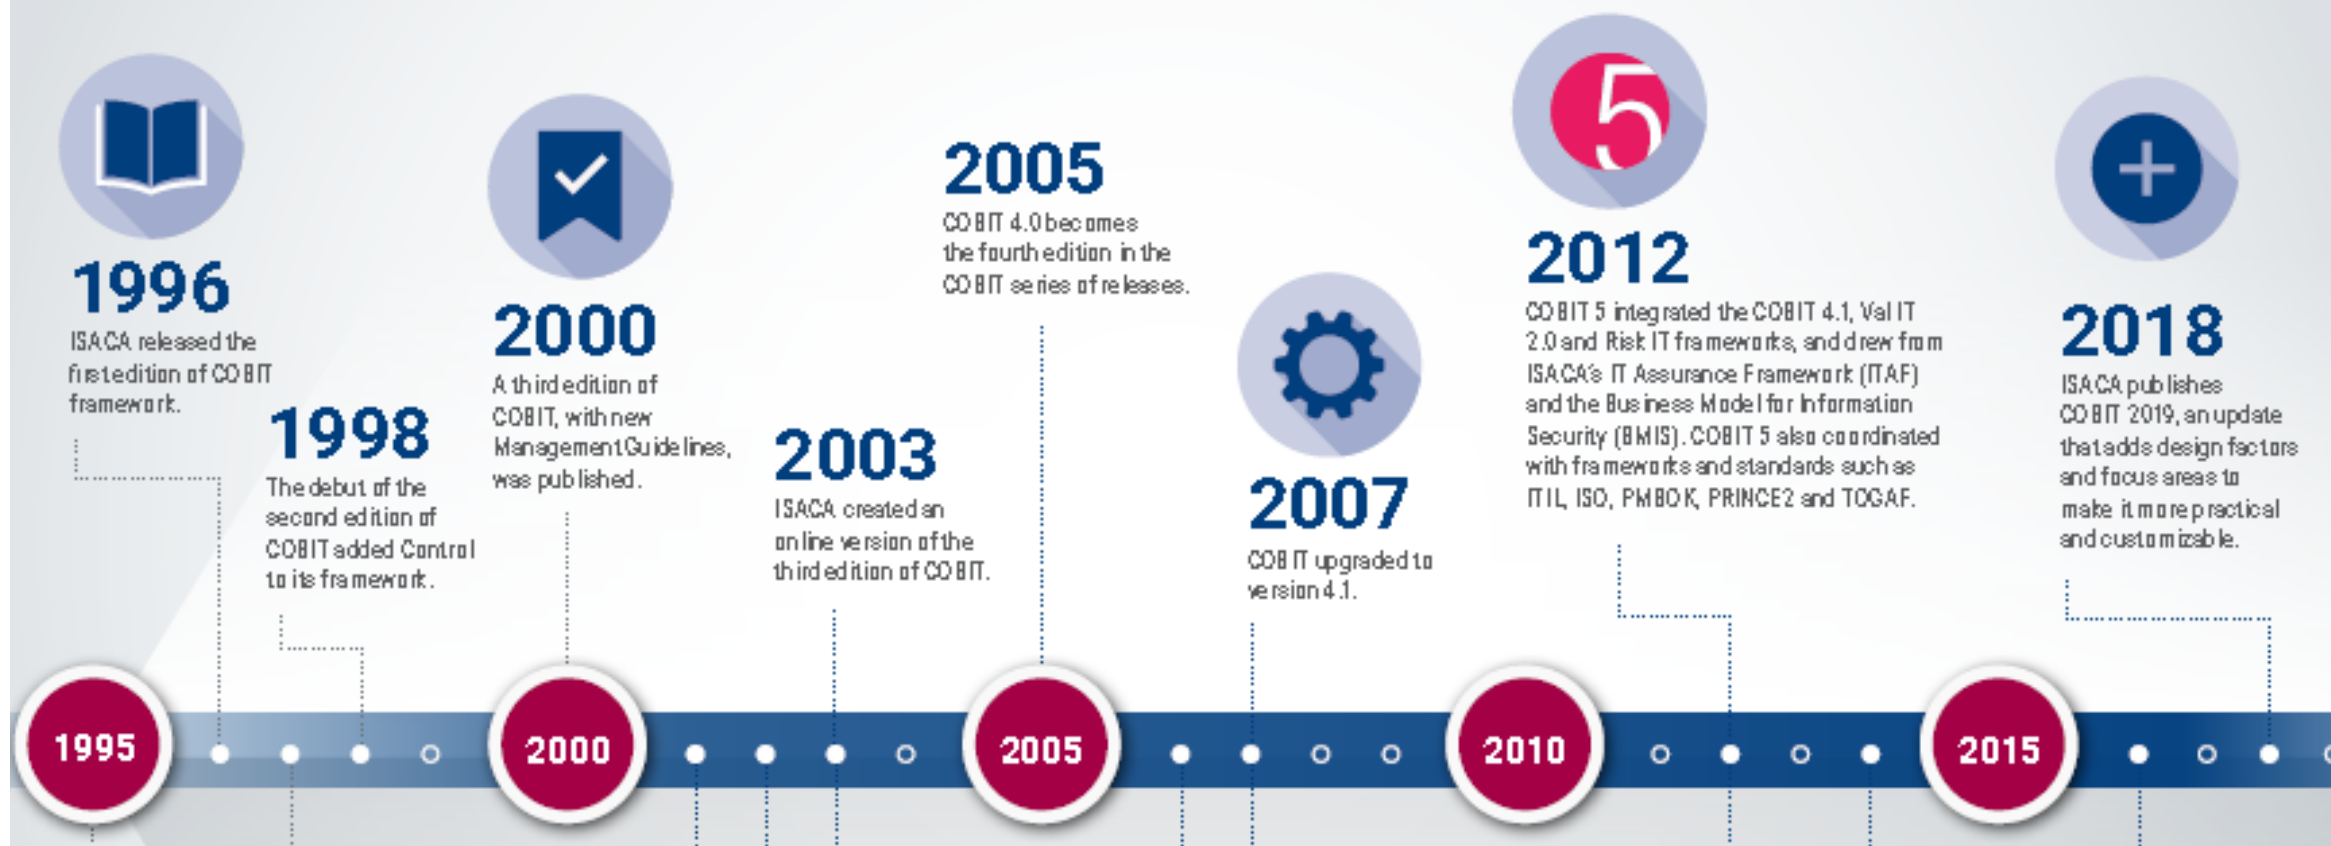 1996
ISACA released the
first edition of COBIT
framework.
1998
The debut of the
second edition of
COBIT added Control
to its framework.
2000
A third edition of
COBIT, with new
Management Guidelines,
was published.
2003
ISACA created an
online version of the
third edition of COBIT.
2005
COBIT 4.0 becomes
the fourth edition in the
COBIT series of releases.
2007
COBIT upgraded to
version 4.1.
5
2012
COBIT 5 integrated the COBIT 4.1, Val IT
2.0 and Risk IT frameworks, and drew from
ISACA's IT Assurance Framework (ITAF)
and the Business Model for Information
Security (BMIS). COBIT 5 also coordinated
with frameworks and standards such as
ITIL, ISO, PMBOK, PRINCE2 and TOGAF.
2018
ISACA publishes
COBIT 2019, an update
that adds design factors
and focus areas to
make it more practical
and customizable.
1995
2000
2005
2010
2015